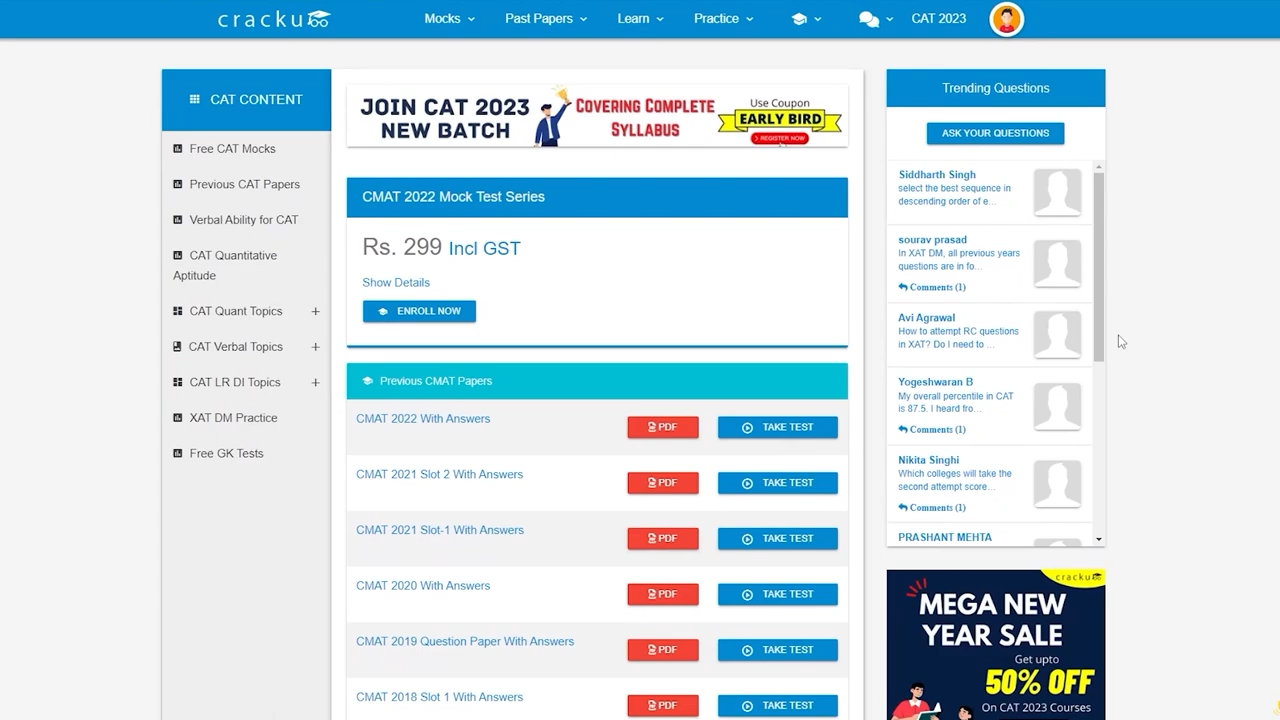 cracku
Mocks
Past Papers
Learn
Practice
CAT 2023
CAT CONTENT
Free CAT Mocks
Previous CAT Papers
Verbal Ability for CAT
CAT Quantitative
Aptitude
CAT Quant Topics +
CAT Verbal Topics +
CAT LR DI Topics +
XAT DM Practice
Free GK Tests
JOIN CAT 2023
NEW BATCH
COVERING COMPLETE
SYLLABUS
Use Coupon
EARLY BIRD
> REGISTER NOW
CMAT 2022 Mock Test Series
Rs. 299 Incl GST
Show Details
ENROLL NOW
Previous CMAT Papers
CMAT 2022 With Answers PDF TAKE TEST
CMAT 2021 Slot 2 With Answers PDF TAKE TEST
CMAT 2021 Slot-1 With Answers PDF TAKE TEST
CMAT 2020 With Answers PDF TAKE TEST
CMAT 2019 Question Paper With Answers PDF TAKE TEST
CMAT 2018 Slot 1 With Answers PDF TAKE TEST
Trending Questions
ASK YOUR QUESTIONS
Siddharth Singh
select the best sequence in
descending order of e...
sourav prasad
In XAT DM, all previous years
questions are in fo...
Comments (1)
Avi Agrawal
How to attempt RC questions
in XAT? Do I need to ...
Yogeshwaran B
My overall percentile in CAT
is 87.5. I heard fro...
Comments (1)
Nikita Singhi
Which colleges will take the
second attempt score...
Comments (1)
PRASHANT MEHTA
cracku
MEGA NEW
YEAR SALE
Get upto
50% OFF
On CAT 2023 Courses